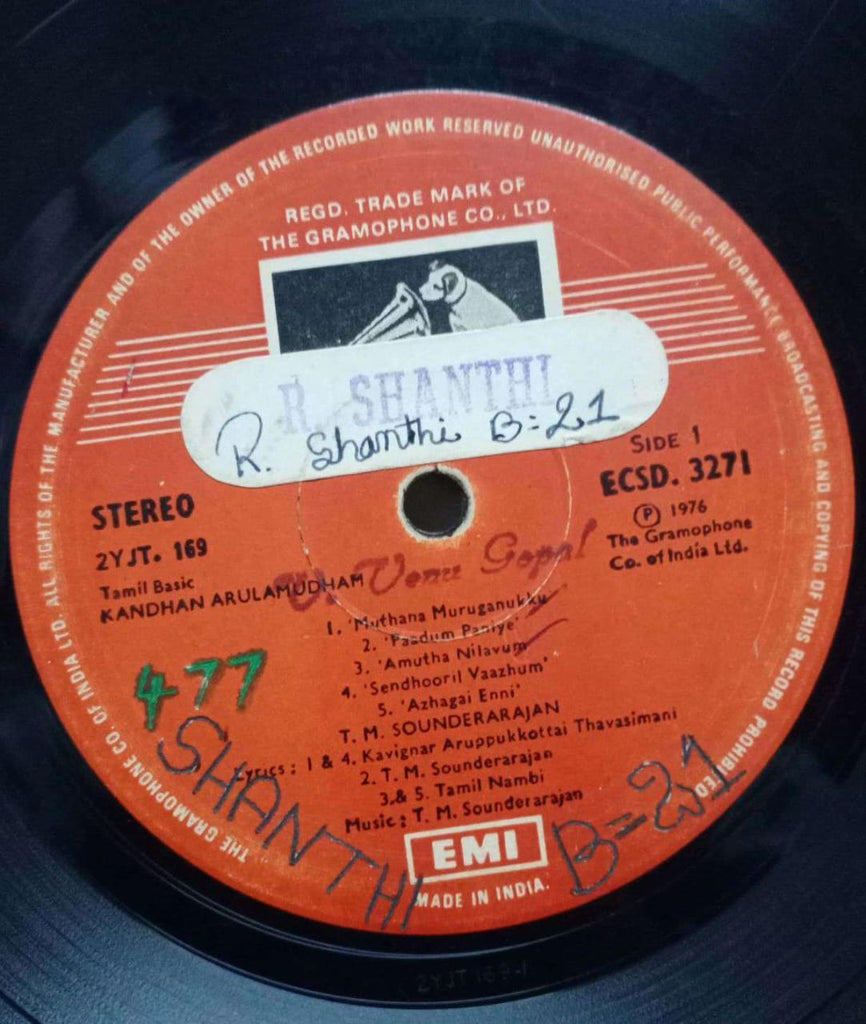 THE GRAMOPHONE CO. OF INDIA LTD. ALL RIGHTS OF THE MANUFACTURER AND OF THE OWNER OF THE RECORDED WORK RESERVED UNAUTHORISED PUBLIC PERFORMANCE BROADCASTING AND COPYING OF THIS RECORD PROHIBITED.
REGD. TRADE MARK OF
THE GRAMOPHONE CO., LTD.
R. SHANTHI
R. Shanthi B=21
SIDE 1
STEREO
ECSD. 3271
2YJT. 169
Ⓟ 1976
The Gramophone
Co. of India Ltd.
Tamil Basic
KANDHAN ARULAMUDHAM
V. Venu Gopal
1. 'Muthana Muruganukku'
2. 'Paadum Paniye'
3. 'Amutha Nilavum'
4. 'Sendhooril Vaazhum'
5. 'Azhagai Enni'
T. M. SOUNDERARAJAN
Lyrics: 1 & 4. Kavignar Aruppukkottai Thavasimani
2. T. M. Sounderarajan
3.& 5. Tamil Nambi
Music: T. M. Sounderarajan
477
SHANTHI
B=21
EMI
MADE IN INDIA.
2YJT 169-1